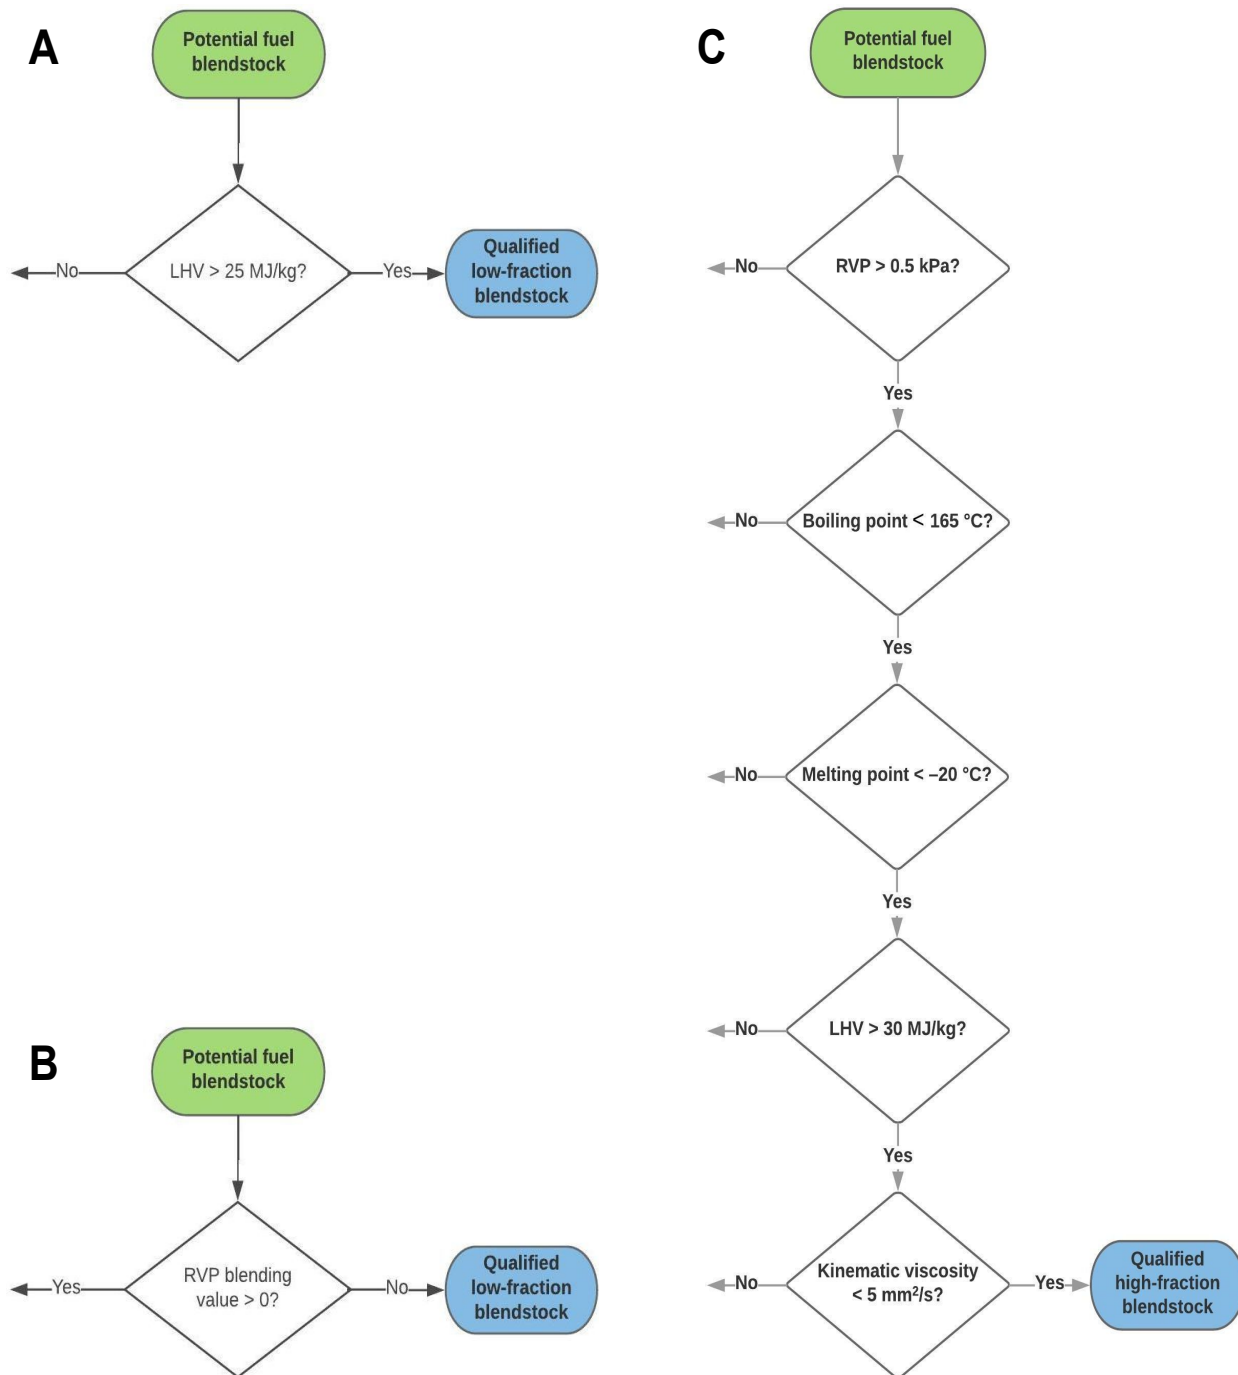 A
Potential fuel
blendstock
LHV > 25 MJ/kg?
No
Yes
Qualified
low-fraction
blendstock
B
Potential fuel
blendstock
RVP blending
value > 0?
Yes
No
Qualified
low-fraction
blendstock
C
Potential fuel
blendstock
RVP > 0.5 kPa?
No
Yes
Boiling point < 165 °C?
No
Yes
Melting point < –20 °C?
No
Yes
LHV > 30 MJ/kg?
No
Yes
Kinematic viscosity
< 5 mm²/s?
No
Yes
Qualified
high-fraction
blendstock